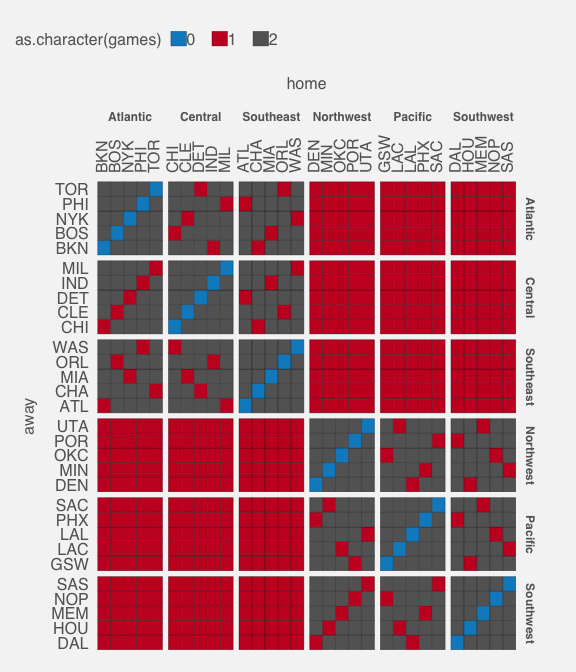 as.character(games) 0 1 2
home
Atlantic Central Southeast Northwest Pacific Southwest
BKN BOS NYK PHI TOR CHI CLE DET IND MIL ATL CHA MIA ORL WAS DEN MIN OKC POR UTA GSW LAC LAL PHX SAC DAL HOU MEM NOP SAS
away
TOR
PHI
NYK
BOS
BKN
Atlantic
MIL
IND
DET
CLE
CHI
Central
WAS
ORL
MIA
CHA
ATL
Southeast
UTA
POR
OKC
MIN
DEN
Northwest
SAC
PHX
LAL
LAC
GSW
Pacific
SAS
NOP
MEM
HOU
DAL
Southwest